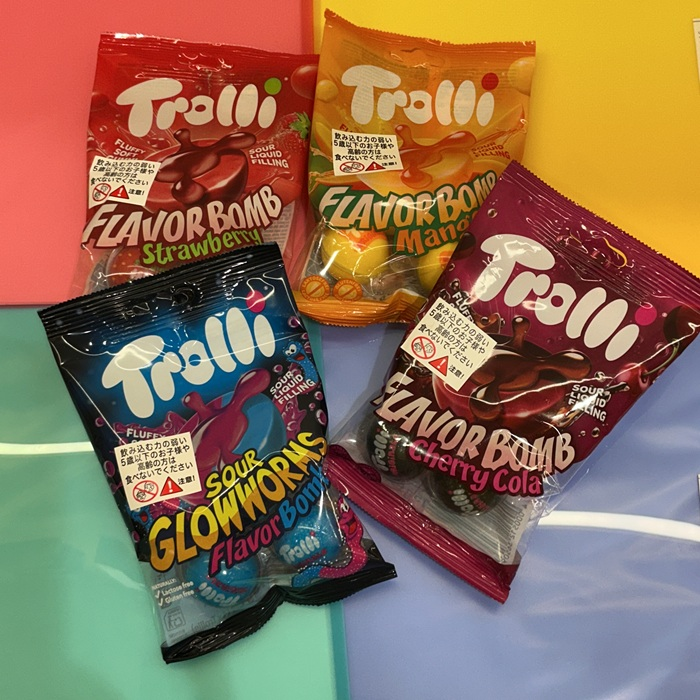 Trolli
FLUFFY
SOFT
SOUR
LIQUID
FILLING
飲み込む力の弱い
5歳以下のお子様や
高齢の方は
食べないでください
注意!
FLAVOR BOMB
Strawberry
Trolli
LIQUID
FILLING
飲み込む力の弱い
5歳以下のお子様や
高齢の方は
食べないでください
注意!
FLAVOR BOMB
Mango
Trolli
飲み込む力の弱い
5歳以下のお子様や
高齢の方は
食べないでください
注意!
SOUR
LIQUID
FILLING
FLAVOR BOMB
Cherry Cola
Trolli
SOUR
LIQUID
FILLING
FLUFFY
飲み込む力の弱い
5歳以下のお子様や
高齢の方は
食べないでください
注意!
SOUR
GLOWWORMS
Flavor Bomb
Trolli
Trolli
NATURALLY:
Lactose free
Gluten free